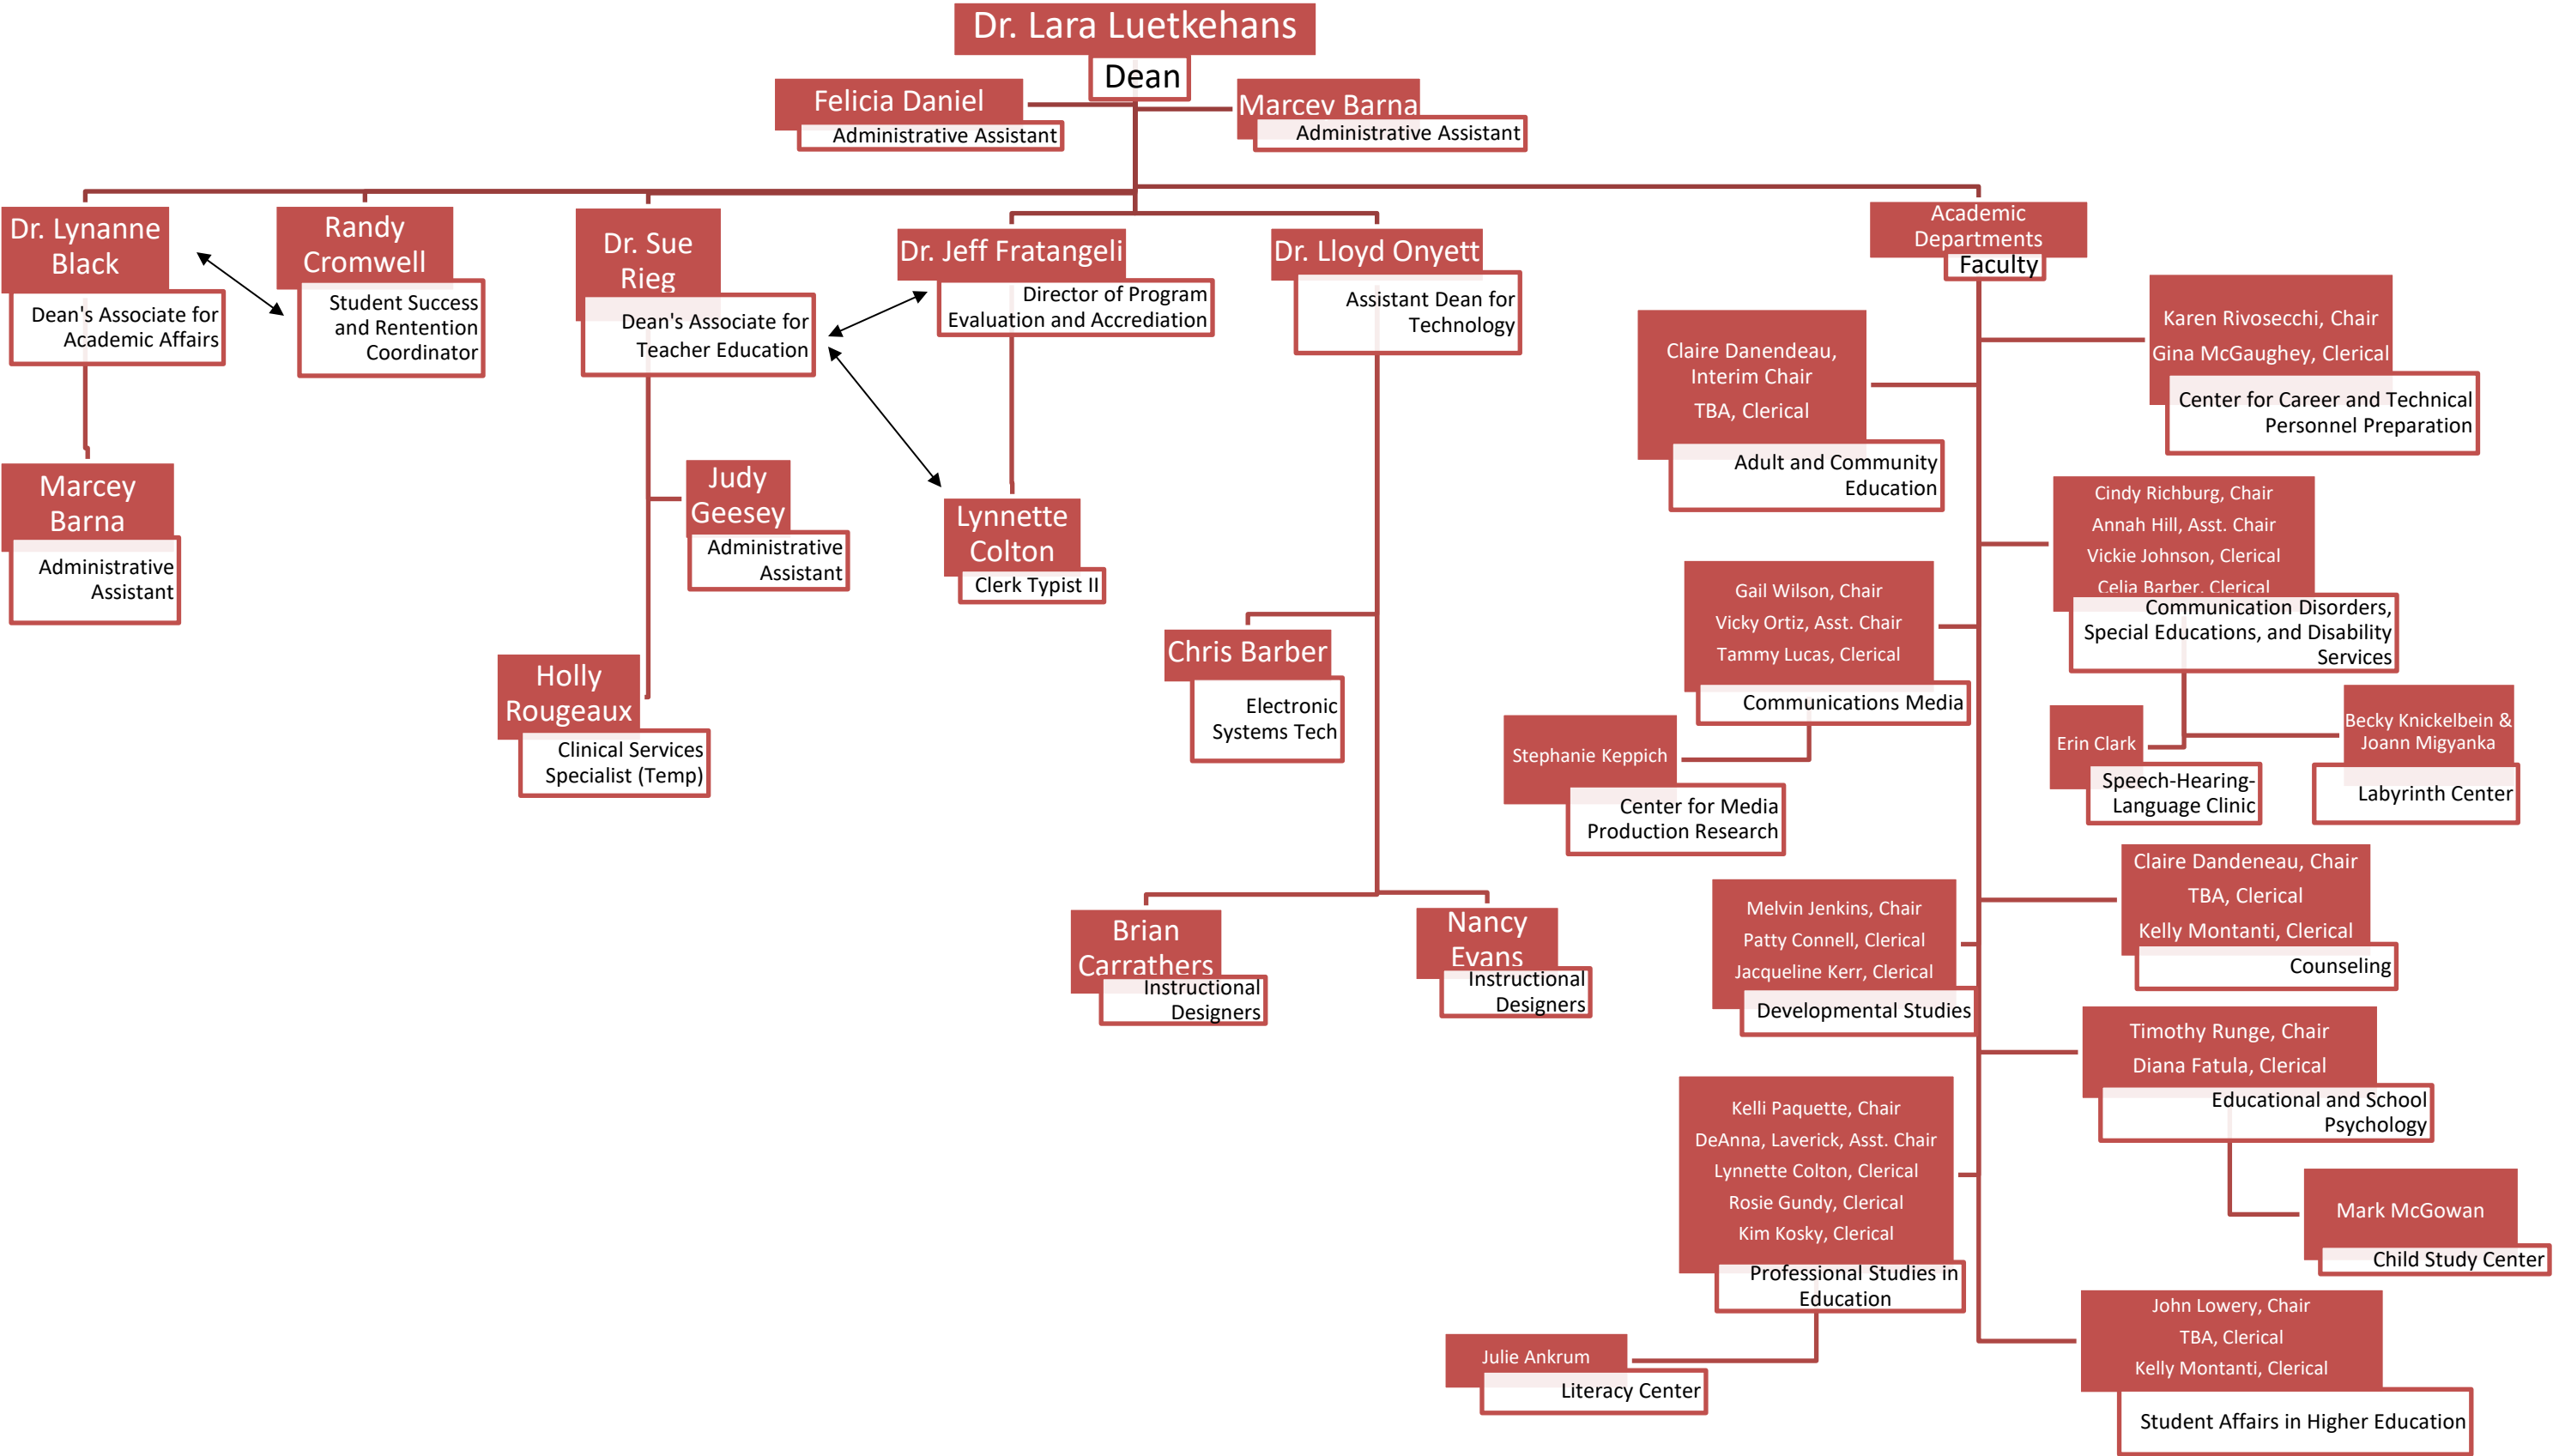 Dr. Lara Luetkehans
Dean
Felicia Daniel
Administrative Assistant
Marcey Barna
Administrative Assistant
Dr. Lynanne
Black
Dean's Associate for
Academic Affairs
Randy
Cromwell
Student Success
and Rentention
Coordinator
Dr. Sue
Rieg
Dean's Associate for
Teacher Education
Dr. Jeff Fratangeli
Director of Program
Evaluation and Accrediation
Dr. Lloyd Onyett
Assistant Dean for
Technology
Academic
Departments
Faculty
Marcey
Barna
Administrative
Assistant
Judy
Geesey
Administrative
Assistant
Holly
Rougeaux
Clinical Services
Specialist (Temp)
Lynnette
Colton
Clerk Typist II
Chris Barber
Electronic
Systems Tech
Brian
Carrathers
Instructional
Designers
Nancy
Evans
Instructional
Designers
Claire Danendeau,
Interim Chair
TBA, Clerical
Adult and Community
Education
Karen Rivosecchi, Chair
Gina McGaughey, Clerical
Center for Career and Technical
Personnel Preparation
Gail Wilson, Chair
Vicky Ortiz, Asst. Chair
Tammy Lucas, Clerical
Communications Media
Stephanie Keppich
Center for Media
Production Research
Cindy Richburg, Chair
Annah Hill, Asst. Chair
Vickie Johnson, Clerical
Celia Barber, Clerical
Communication Disorders,
Special Educations, and Disability
Services
Erin Clark
Speech-Hearing-
Language Clinic
Becky Knickelbein &
Joann Migyanka
Labyrinth Center
Melvin Jenkins, Chair
Patty Connell, Clerical
Jacqueline Kerr, Clerical
Developmental Studies
Claire Dandeneau, Chair
TBA, Clerical
Kelly Montanti, Clerical
Counseling
Timothy Runge, Chair
Diana Fatula, Clerical
Educational and School
Psychology
Mark McGowan
Child Study Center
Kelli Paquette, Chair
DeAnna, Laverick, Asst. Chair
Lynnette Colton, Clerical
Rosie Gundy, Clerical
Kim Kosky, Clerical
Professional Studies in
Education
Julie Ankrum
Literacy Center
John Lowery, Chair
TBA, Clerical
Kelly Montanti, Clerical
Student Affairs in Higher Education